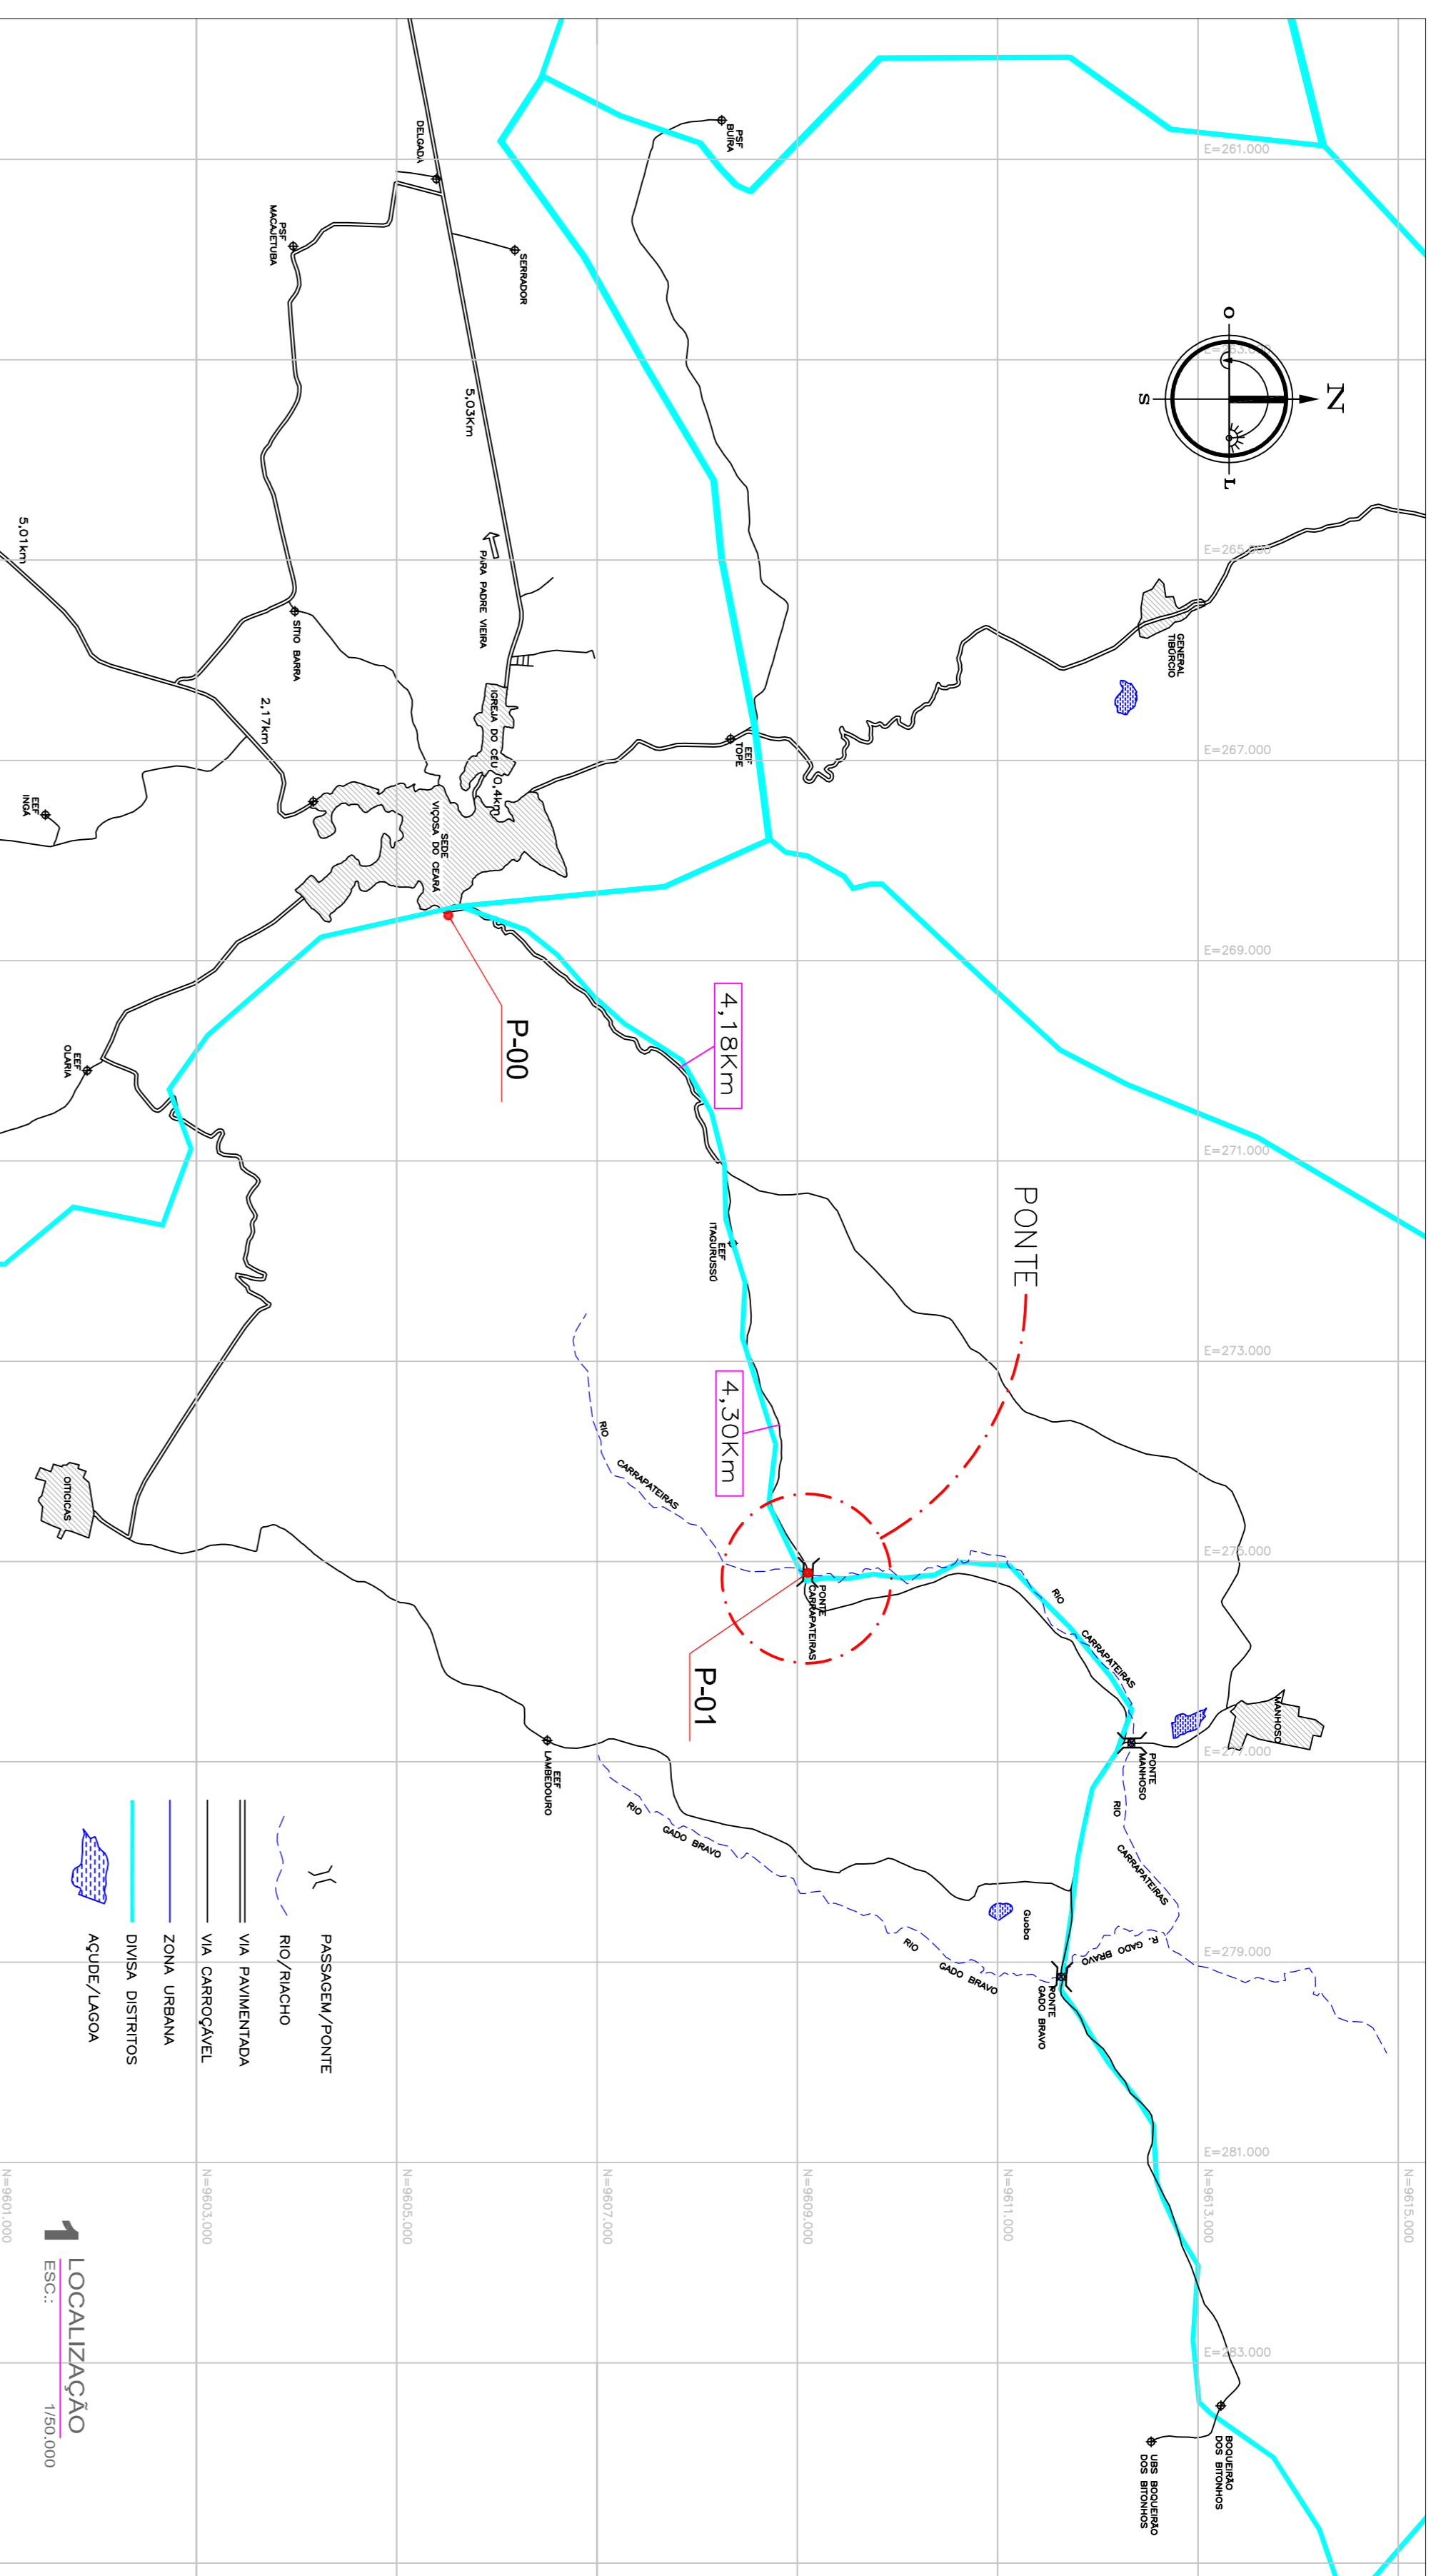 N
S
O
L
E=261.000
E=265.000
E=267.000
E=269.000
E=271.000
E=273.000
E=275.000
E=277.000
E=279.000
E=281.000
E=283.000
N=9615.000
N=9613.000
N=9611.000
N=9609.000
N=9607.000
N=9605.000
N=9603.000
N=9601.000
PSF
BUÍRA
DELGADA
PSF
MACAJETUBA
SERRADOR
5,03Km
5,01km
PARA PADRE VIEIRA
SÍTIO BARRA
2,17km
IGREJA DO CÉU
0,4km
EEF
TOPE
GENERAL
TIBÚRCIO
EEF
INGÁ
SEDE
VIÇOSA DO CEARÁ
P-00
4,18Km
EEF
OLARIA
EEF
ITAGURUSSÚ
PONTE
4,30Km
RIO
CARRAPATEIRAS
OITICICAS
PONTE
CARRAPATEIRAS
P-01
RIO
CARRAPATEIRAS
MANHOSO
PONTE
MANHOSO
RIO
CARRAPATEIRAS
EEF
LAMBEDOURO
RIO
GADO BRAVO
Guaba
R. GADO BRAVO
RIO
GADO BRAVO
PONTE
GADO BRAVO
BOQUEIRÃO
DOS BITONHOS
UBS BOQUEIRÃO
DOS BITONHOS
PASSAGEM/PONTE
RIO/RIACHO
VIA PAVIMENTADA
VIA CARROÇÁVEL
ZONA URBANA
DIVISA DISTRITOS
AÇUDE/LAGOA
1 LOCALIZAÇÃO
ESC.: 1/50.000